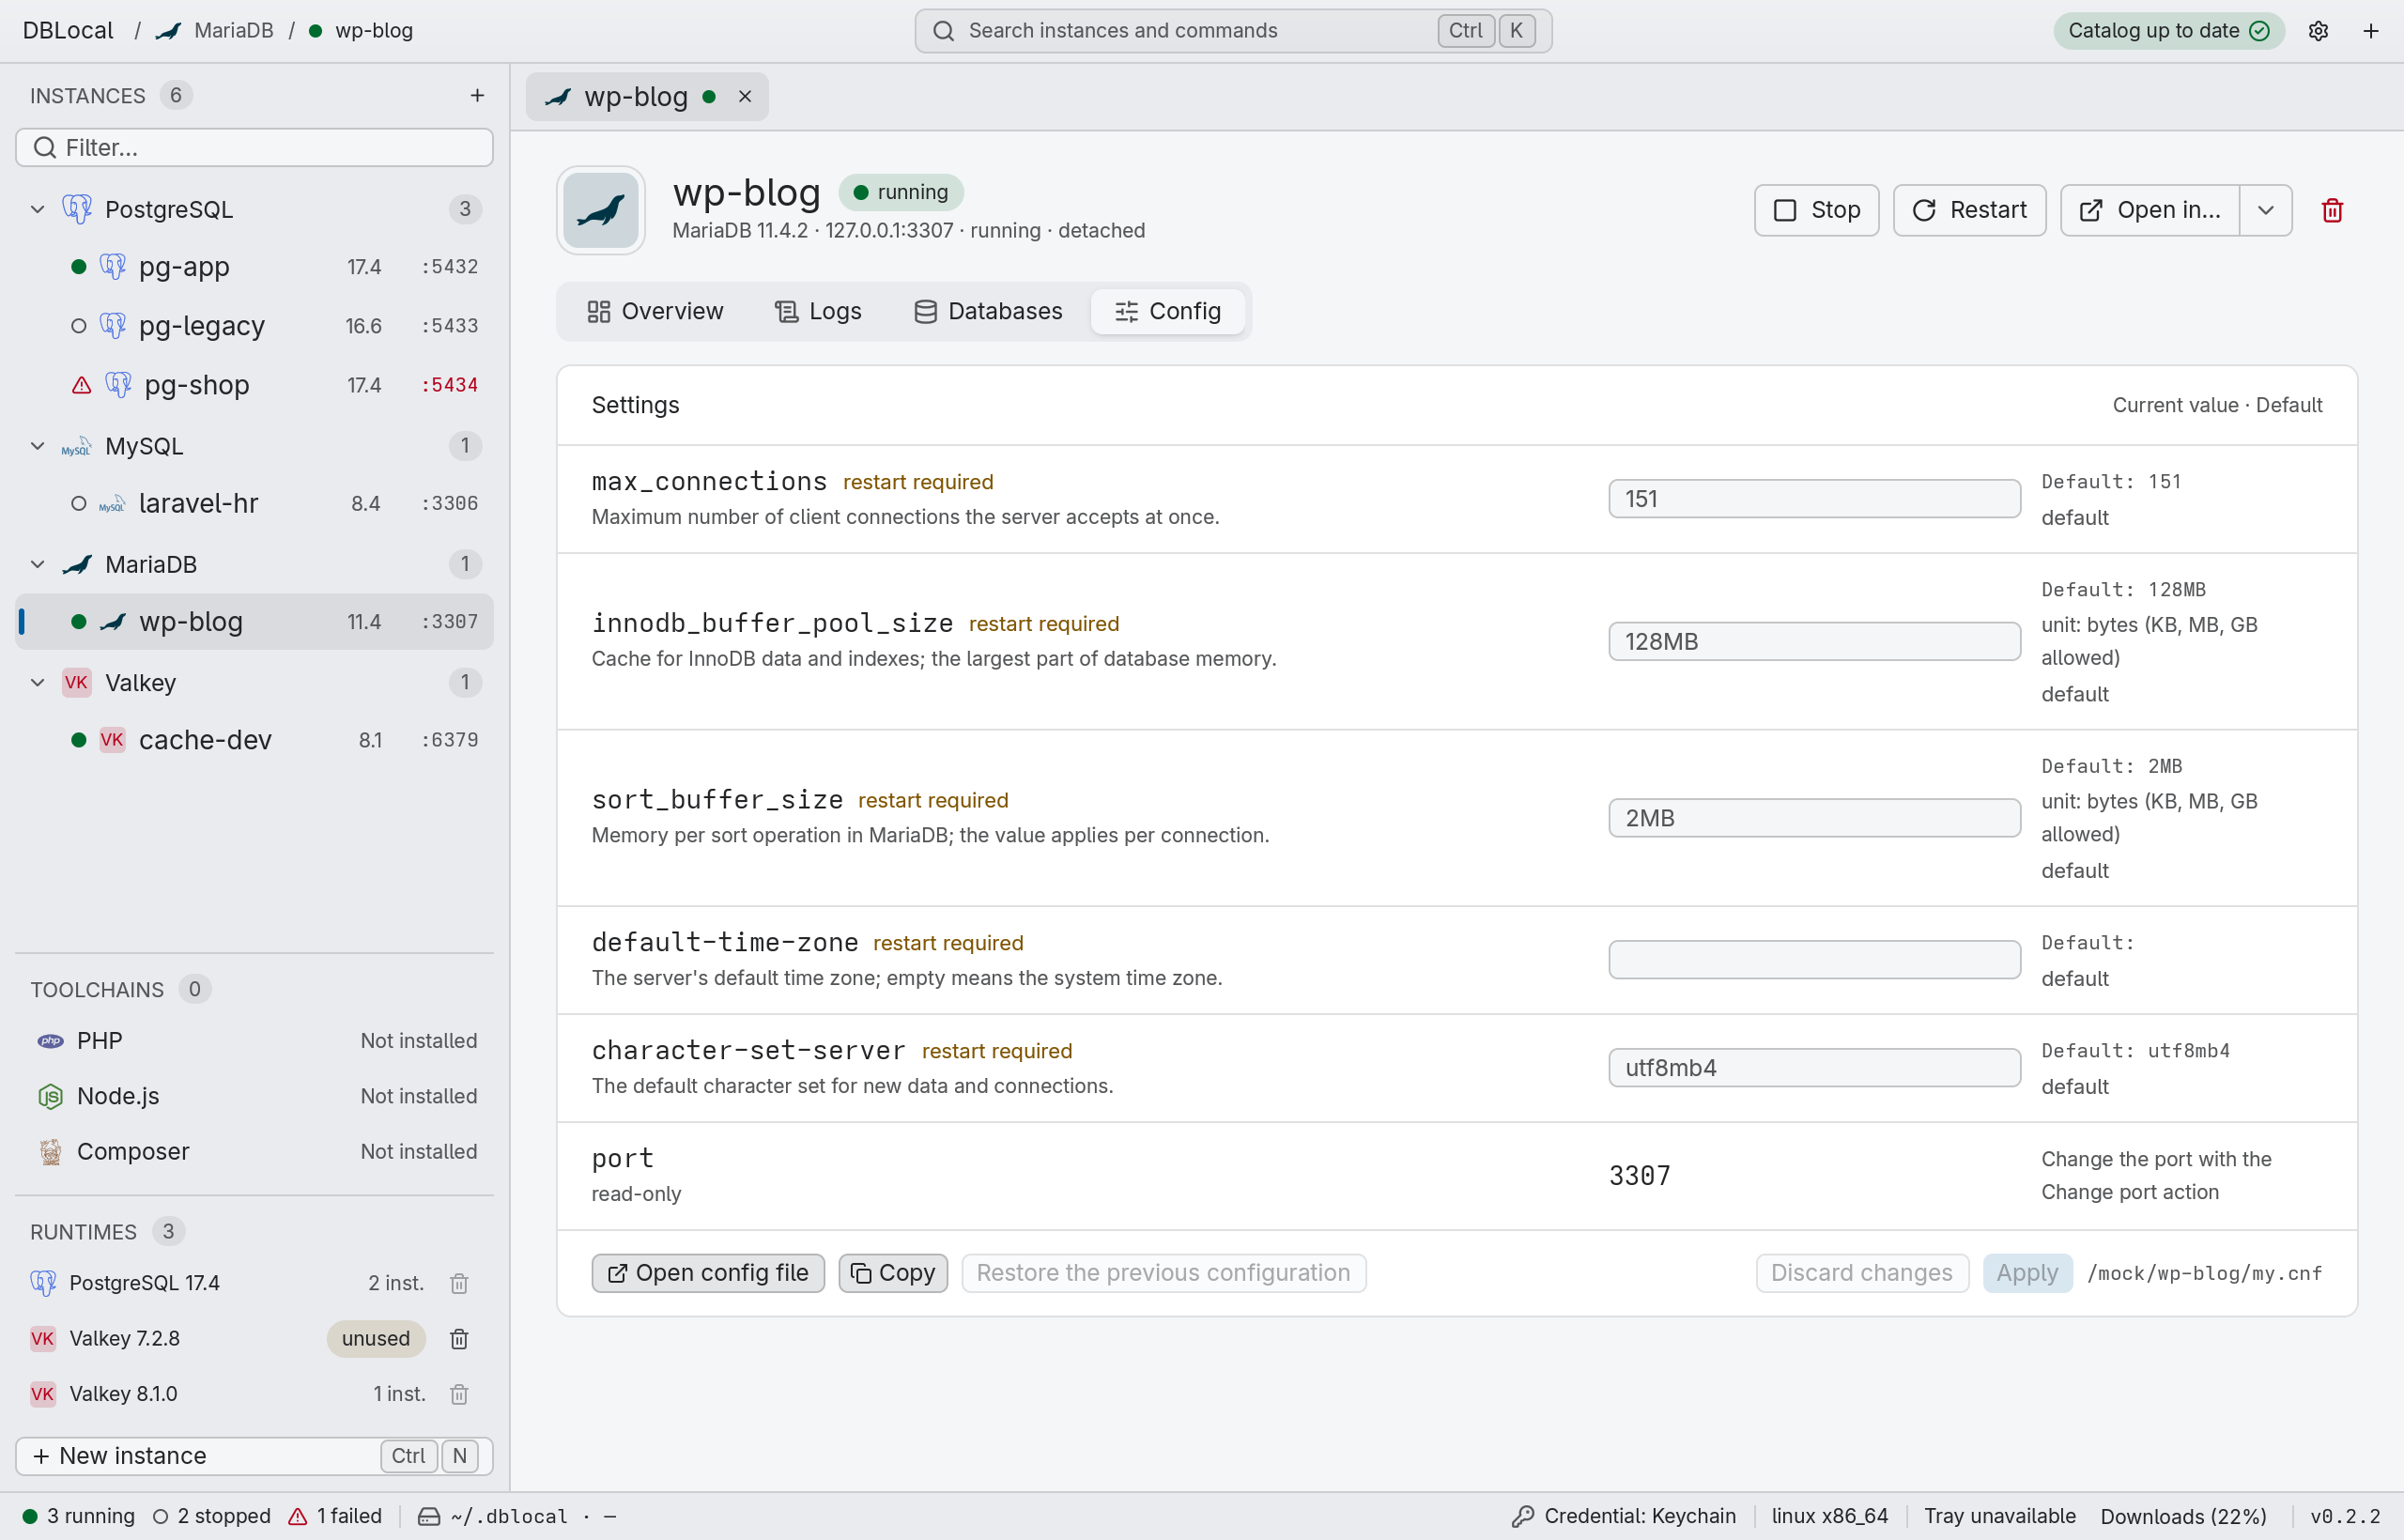 DBLocal / MariaDB / wp-blog
Search instances and commands Ctrl K
Catalog up to date
INSTANCES 6
Filter...
PostgreSQL 3
pg-app 17.4 :5432
pg-legacy 16.6 :5433
pg-shop 17.4 :5434
MySQL MySQL 1
MySQL laravel-hr 8.4 :3306
MariaDB 1
wp-blog 11.4 :3307
VK Valkey 1
VK cache-dev 8.1 :6379
TOOLCHAINS 0
php PHP Not installed
JS Node.js Not installed
Composer Not installed
RUNTIMES 3
PostgreSQL 17.4 2 inst.
VK Valkey 7.2.8 unused
VK Valkey 8.1.0 1 inst.
New instance Ctrl N
wp-blog
wp-blog running
MariaDB 11.4.2 · 127.0.0.1:3307 · running · detached
Stop Restart Open in...
Overview Logs Databases Config
Settings Current value · Default
max_connections restart required
Maximum number of client connections the server accepts at once.
151
Default: 151
default
innodb_buffer_pool_size restart required
Cache for InnoDB data and indexes; the largest part of database memory.
128MB
Default: 128MB
unit: bytes (KB, MB, GB
allowed)
default
sort_buffer_size restart required
Memory per sort operation in MariaDB; the value applies per connection.
2MB
Default: 2MB
unit: bytes (KB, MB, GB
allowed)
default
default-time-zone restart required
The server's default time zone; empty means the system time zone.
Default:
default
character-set-server restart required
The default character set for new data and connections.
utf8mb4
Default: utf8mb4
default
port
read-only
3307
Change the port with the
Change port action
Open config file Copy Restore the previous configuration Discard changes Apply /mock/wp-blog/my.cnf
3 running 2 stopped 1 failed ~/.dblocal · — Credential: Keychain linux x86_64 Tray unavailable Downloads (22%) v0.2.2